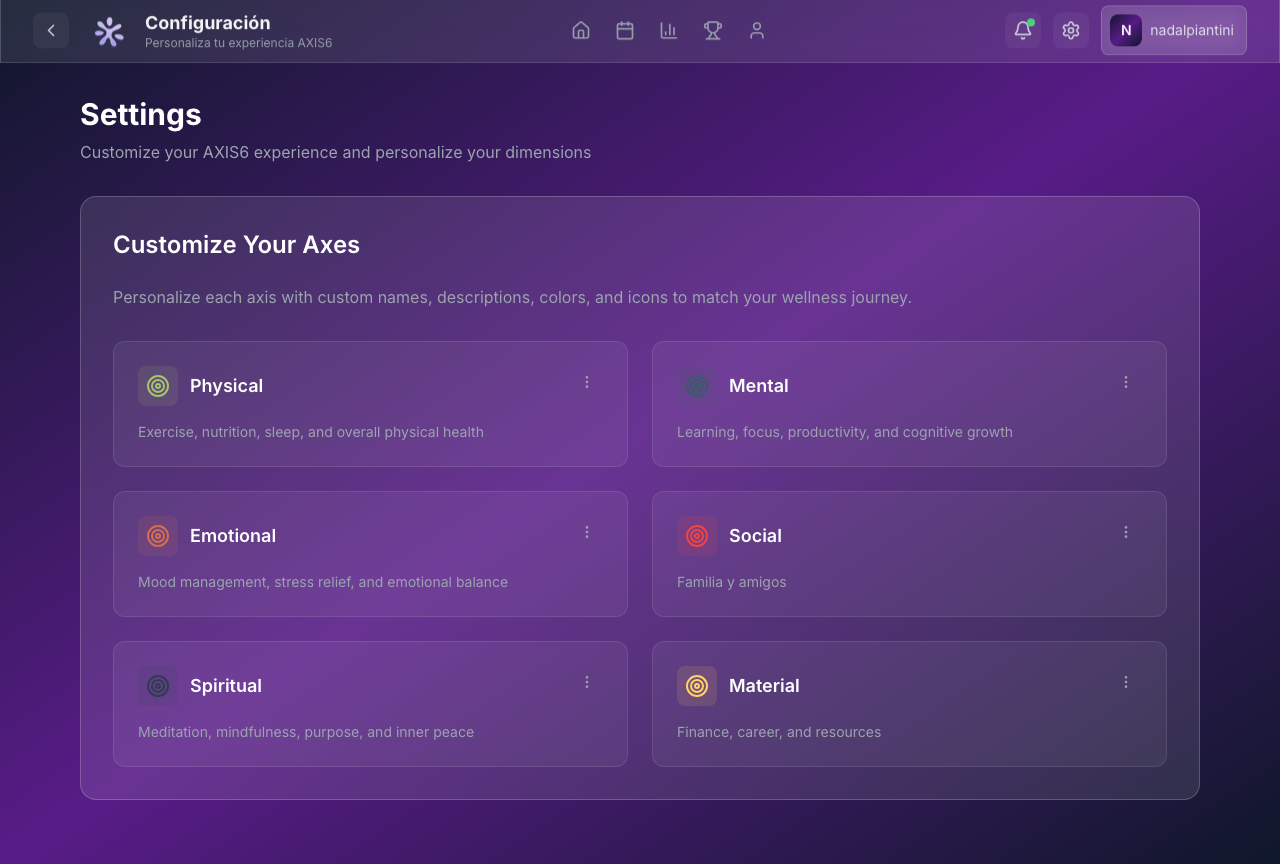 Configuración
Personaliza tu experiencia AXIS6
N
nadalpiantini
Settings
Customize your AXIS6 experience and personalize your dimensions
Customize Your Axes
Personalize each axis with custom names, descriptions, colors, and icons to match your wellness journey.
Physical
Exercise, nutrition, sleep, and overall physical health
Mental
Learning, focus, productivity, and cognitive growth
Emotional
Mood management, stress relief, and emotional balance
Social
Familia y amigos
Spiritual
Meditation, mindfulness, purpose, and inner peace
Material
Finance, career, and resources